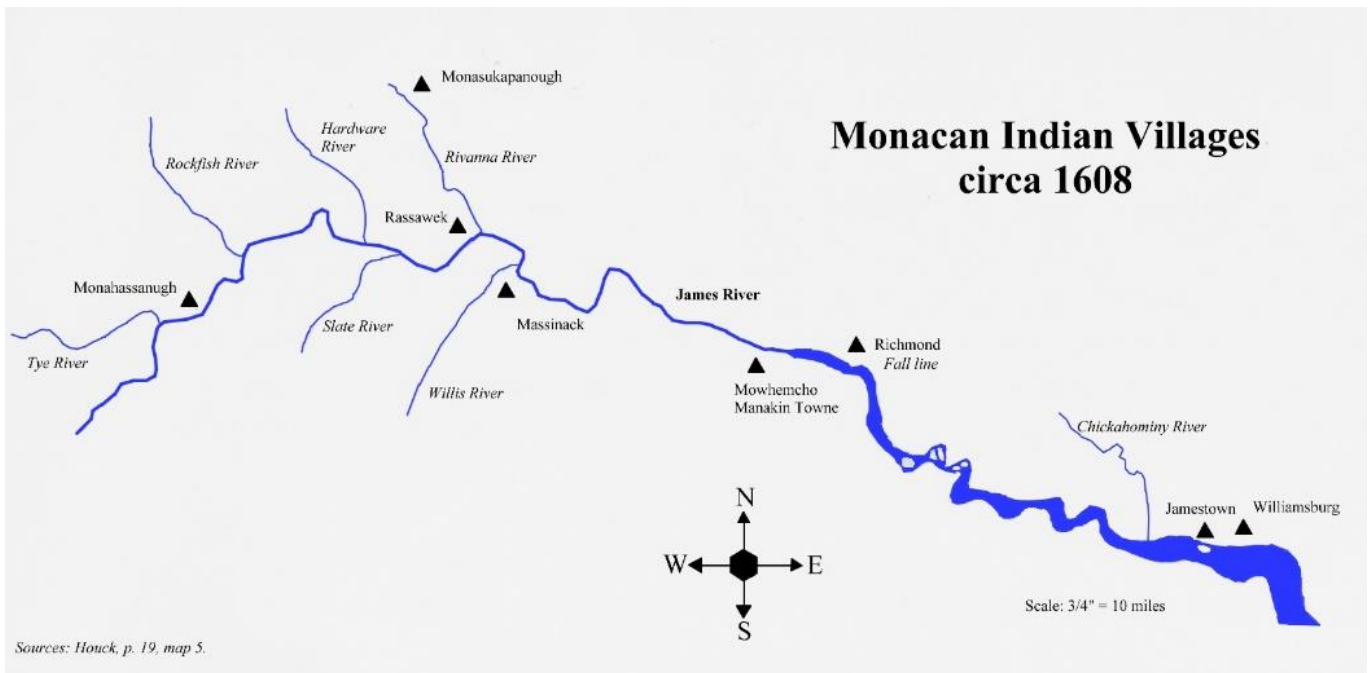 Monacan Indian Villages
circa 1608
Monasukapanough
Hardware
River
Rockfish River
Rivanna River
Rassawek
Monahassanugh
James River
Massinack
Slate River
Tye River
Richmond
Fall line
Willis River
Mowhemcho
Manakin Towne
Chickahominy River
Jamestown
Williamsburg
N
W
E
S
Scale: 3/4" = 10 miles
Sources: Houck, p. 19, map 5.